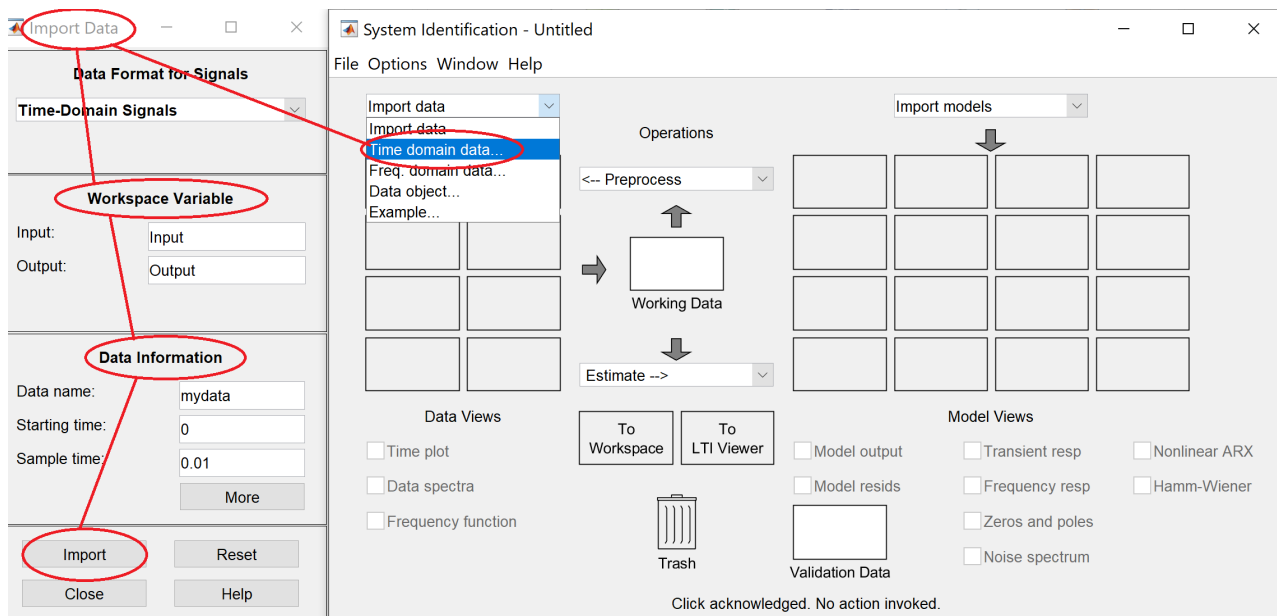 Import Data
Data Format for Signals
Time-Domain Signals
Workspace Variable
Input:
Input
Output:
Output
Data Information
Data name:
mydata
Starting time:
0
Sample time:
0.01
More
Import
Reset
Close
Help
System Identification - Untitled
File Options Window Help
Import data
Import data
Time domain data...
Freq. domain data...
Data object...
Example...
Operations
<-- Preprocess
Working Data
Estimate -->
Import models
Data Views
Time plot
Data spectra
Frequency function
To
Workspace
To
LTI Viewer
Trash
Model Views
Model output
Transient resp
Nonlinear ARX
Model resids
Frequency resp
Hamm-Wiener
Zeros and poles
Noise spectrum
Validation Data
Click acknowledged. No action invoked.